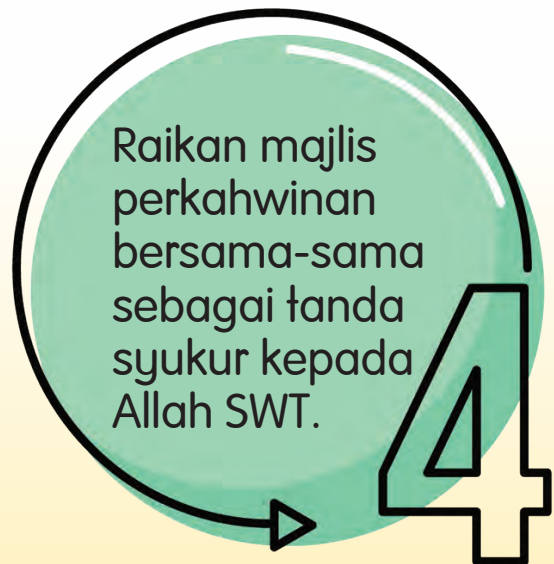 Raikan majlis
perkahwinan
bersama-sama
sebagai tanda
syukur kepada
Allah SWT.
4